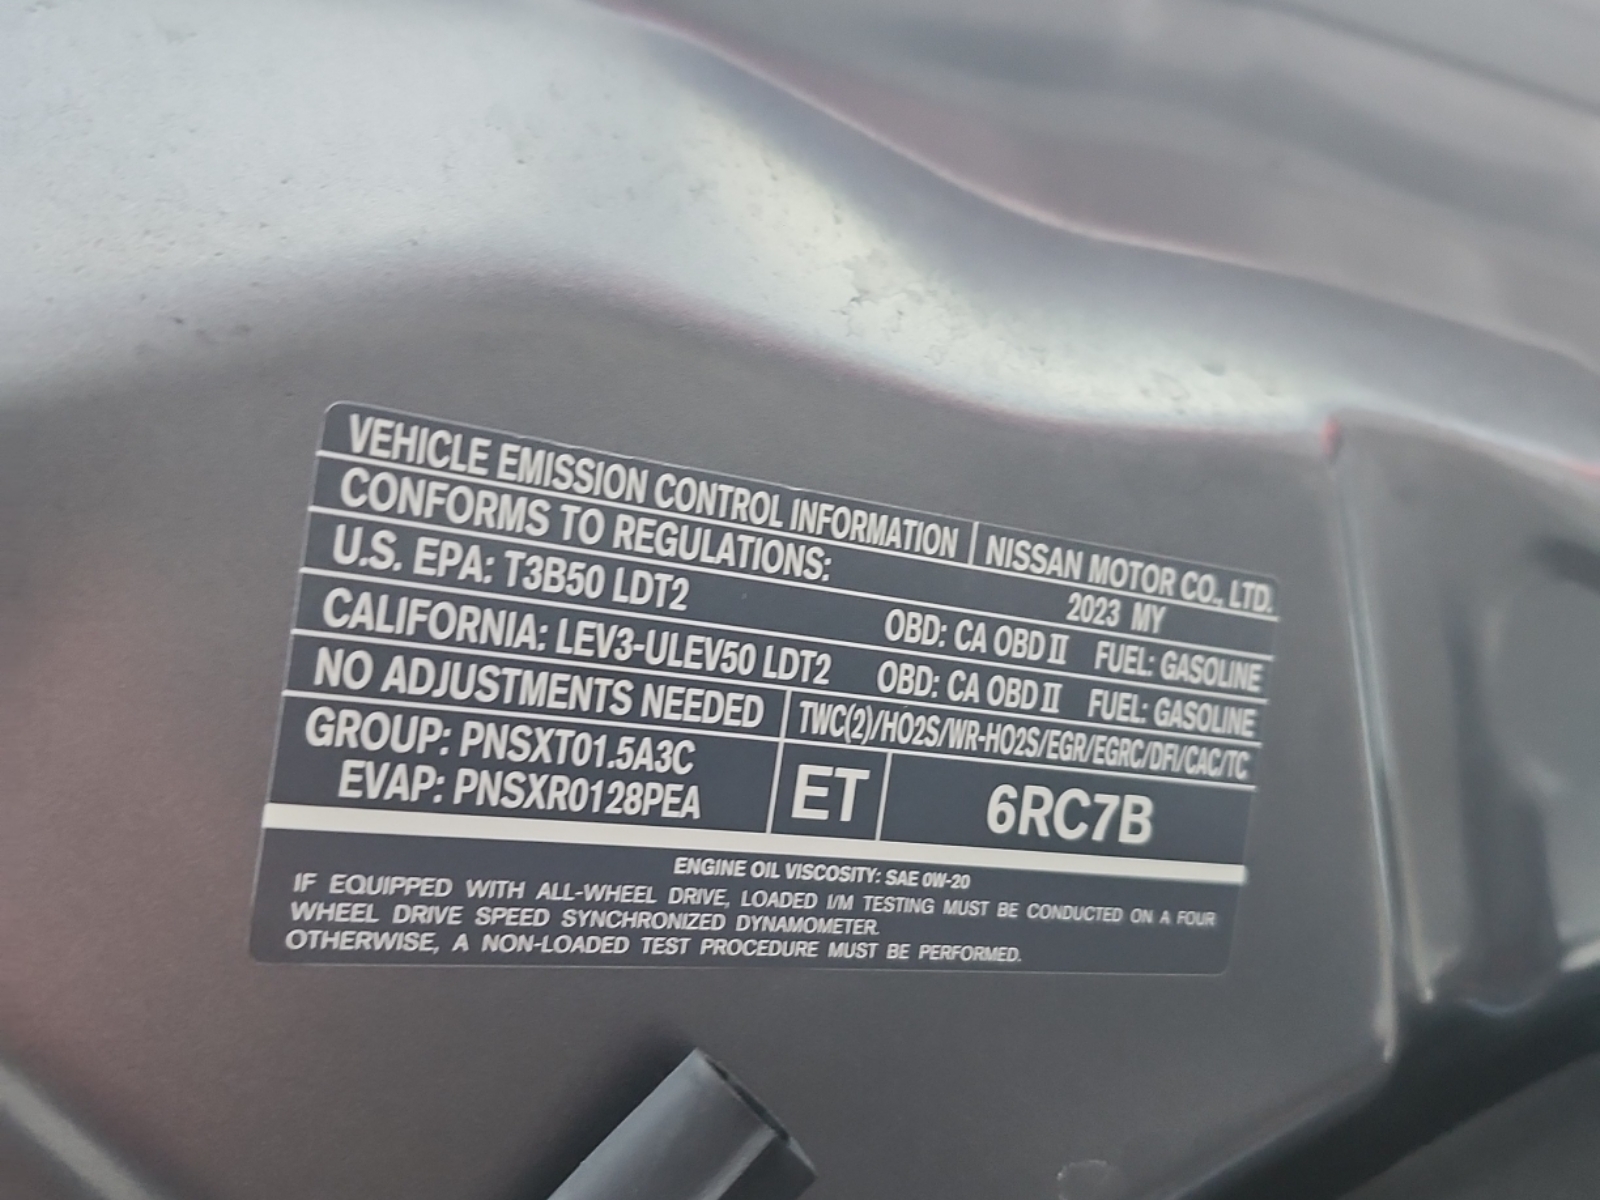 VEHICLE EMISSION CONTROL INFORMATION NISSAN MOTOR CO., LTD.
CONFORMS TO REGULATIONS: 2023 MY
U.S. EPA: T3B50 LDT2 OBD: CA OBD II FUEL: GASOLINE
CALIFORNIA: LEV3-ULEV50 LDT2 OBD: CA OBD II FUEL: GASOLINE
NO ADJUSTMENTS NEEDED TWC(2)/HO2S/WR-HO2S/EGR/EGRC/DFI/CAC/TC
GROUP: PNSXT01.5A3C
EVAP: PNSXR0128PEA
ET 6RC7B
ENGINE OIL VISCOSITY: SAE 0W-20
IF EQUIPPED WITH ALL-WHEEL DRIVE, LOADED I/M TESTING MUST BE CONDUCTED ON A FOUR
WHEEL DRIVE SPEED SYNCHRONIZED DYNAMOMETER.
OTHERWISE, A NON-LOADED TEST PROCEDURE MUST BE PERFORMED.